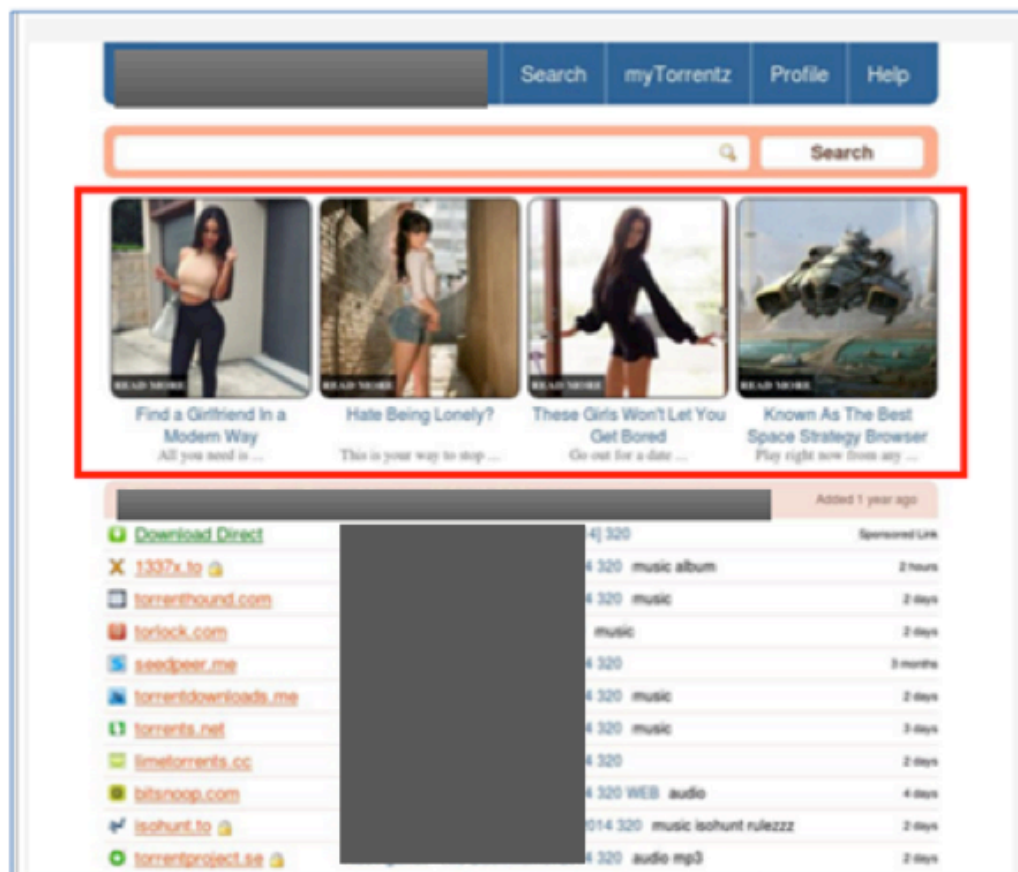 Search myTorrentz Profile Help
Search
READ MORE READ MORE READ MORE READ MORE
Find a Girlfriend In a Modern Way
All you need is ...
Hate Being Lonely?
This is your way to stop ...
These Girls Won't Let You Get Bored
Go out for a date ...
Known As The Best Space Strategy Browser
Play right now from any ...
Added 1 year ago
Download Direct 4] 320 Sponsored Link
1337x.to 4 320 music album 2 hours
torrenthound.com 4 320 music 2 days
torlock.com music 2 days
seedpeer.me 4 320 3 months
torrentdownloads.me 4 320 music 2 days
torrents.net 4 320 music 3 days
limetorrents.cc 4 320 2 days
bitsnoop.com 4 320 WEB audio 4 days
isohunt.to 2014 320 music isohunt rulezzz 2 days
torrentproject.se 4 320 audio mp3 2 days